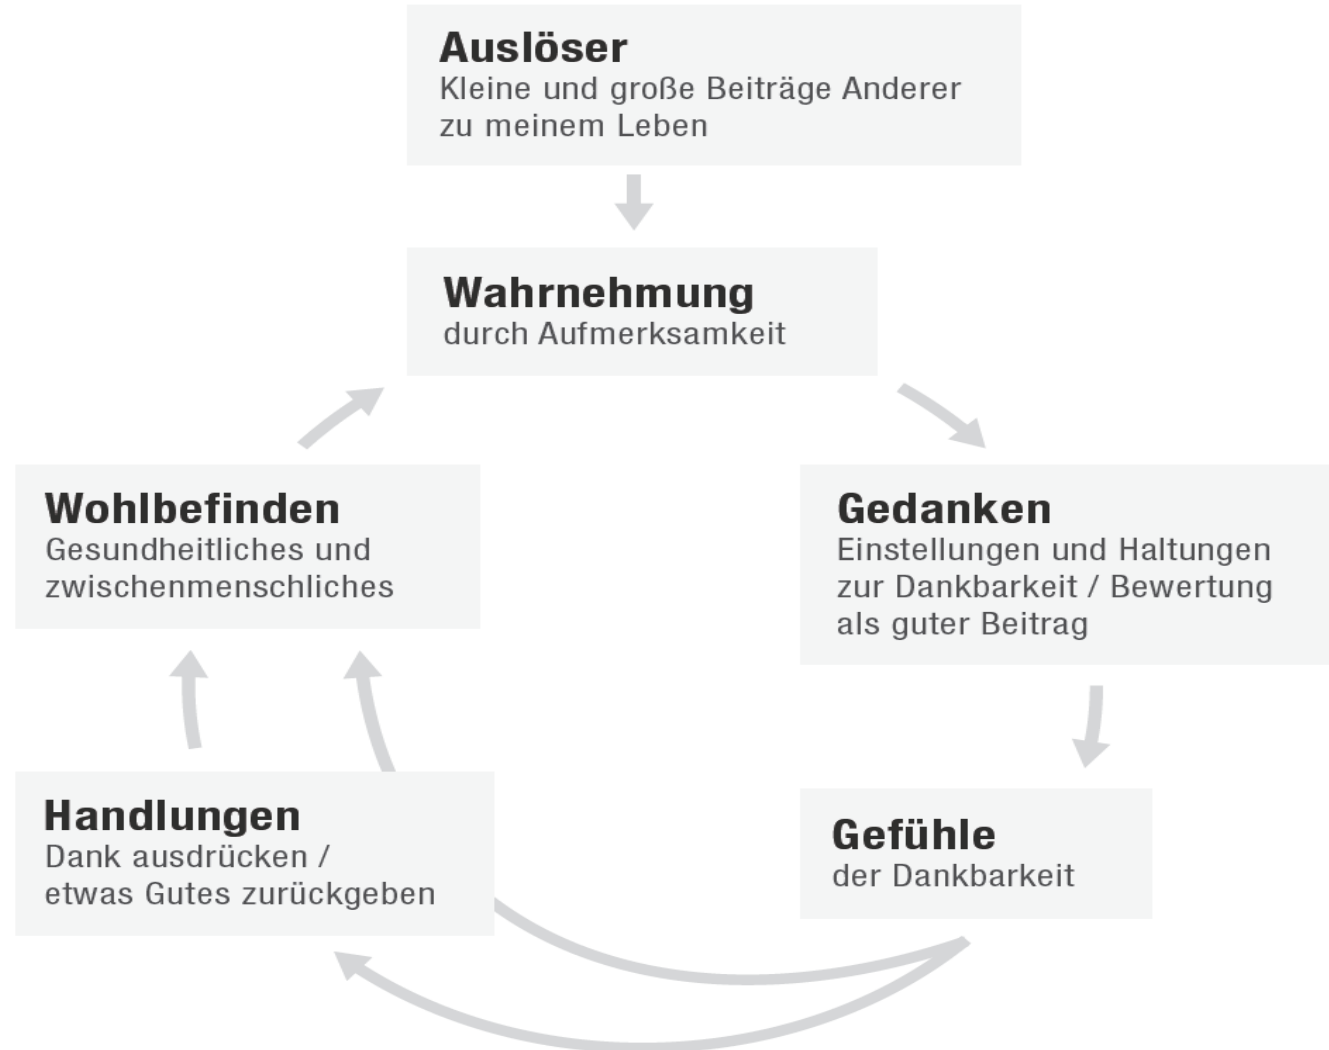 Auslöser
Kleine und große Beiträge Anderer
zu meinem Leben
Wahrnehmung
durch Aufmerksamkeit
Wohlbefinden
Gesundheitliches und
zwischenmenschliches
Gedanken
Einstellungen und Haltungen
zur Dankbarkeit / Bewertung
als guter Beitrag
Handlungen
Dank ausdrücken /
etwas Gutes zurückgeben
Gefühle
der Dankbarkeit